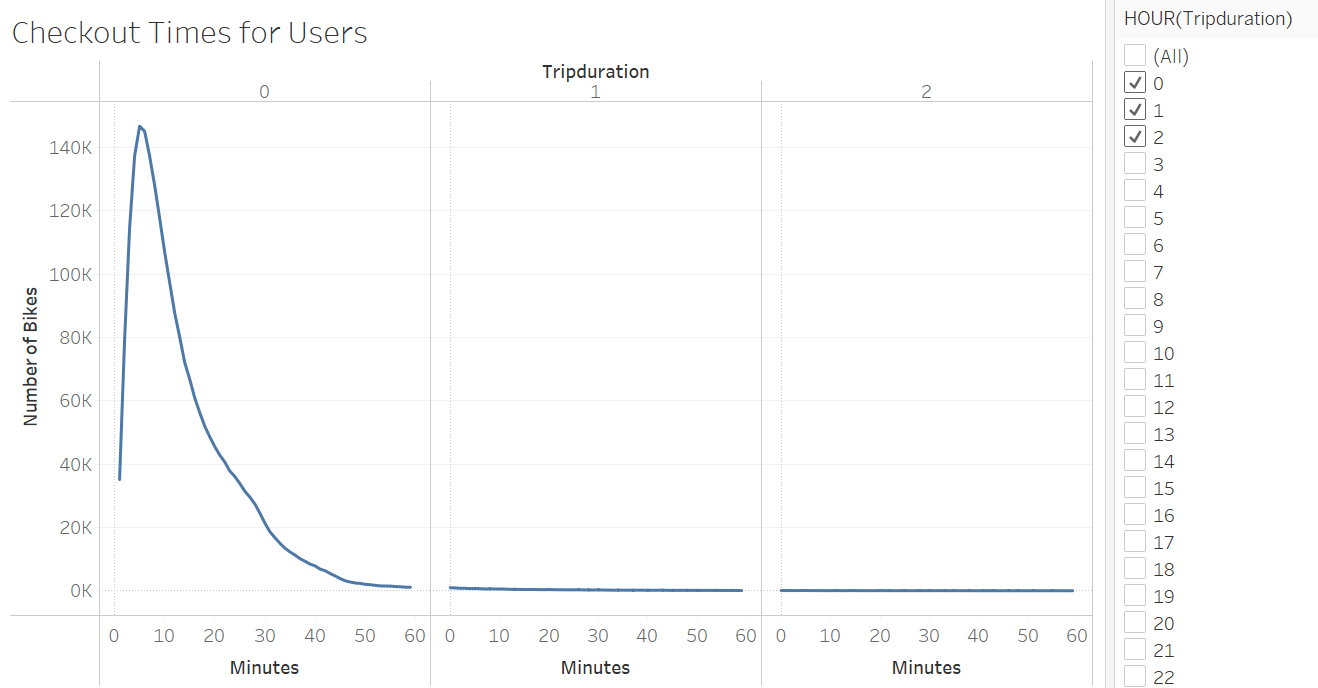 Checkout Times for Users
Tripduration
0 1 2
Number of Bikes
140K
120K
100K
80K
60K
40K
20K
0K
0 10 20 30 40 50 60 0 10 20 30 40 50 60 0 10 20 30 40 50 60
Minutes Minutes Minutes
HOUR(Tripduration)
(All)
0
1
2
3
4
5
6
7
8
9
10
11
12
13
14
15
16
17
18
19
20
21
22